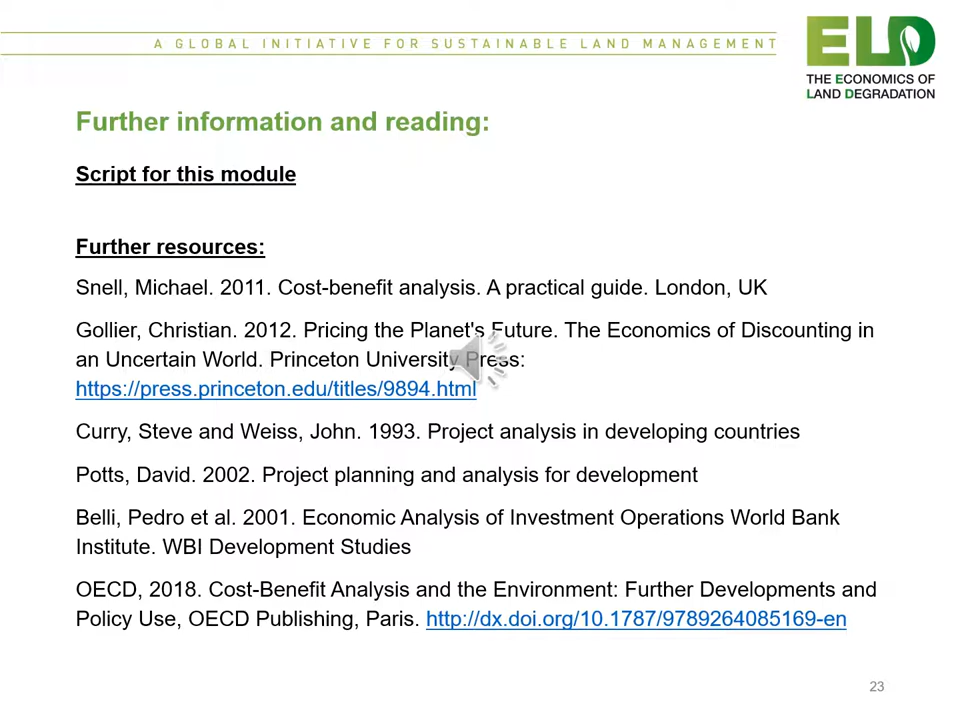 A GLOBAL INITIATIVE FOR SUSTAINABLE LAND MANAGEMENT
ELD
THE ECONOMICS OF
LAND DEGRADATION
Further information and reading:
Script for this module
Further resources:
Snell, Michael. 2011. Cost-benefit analysis. A practical guide. London, UK
Gollier, Christian. 2012. Pricing the Planet's Future. The Economics of Discounting in
an Uncertain World. Princeton University Press:
https://press.princeton.edu/titles/9894.html
Curry, Steve and Weiss, John. 1993. Project analysis in developing countries
Potts, David. 2002. Project planning and analysis for development
Belli, Pedro et al. 2001. Economic Analysis of Investment Operations World Bank
Institute. WBI Development Studies
OECD, 2018. Cost-Benefit Analysis and the Environment: Further Developments and
Policy Use, OECD Publishing, Paris. http://dx.doi.org/10.1787/9789264085169-en
23